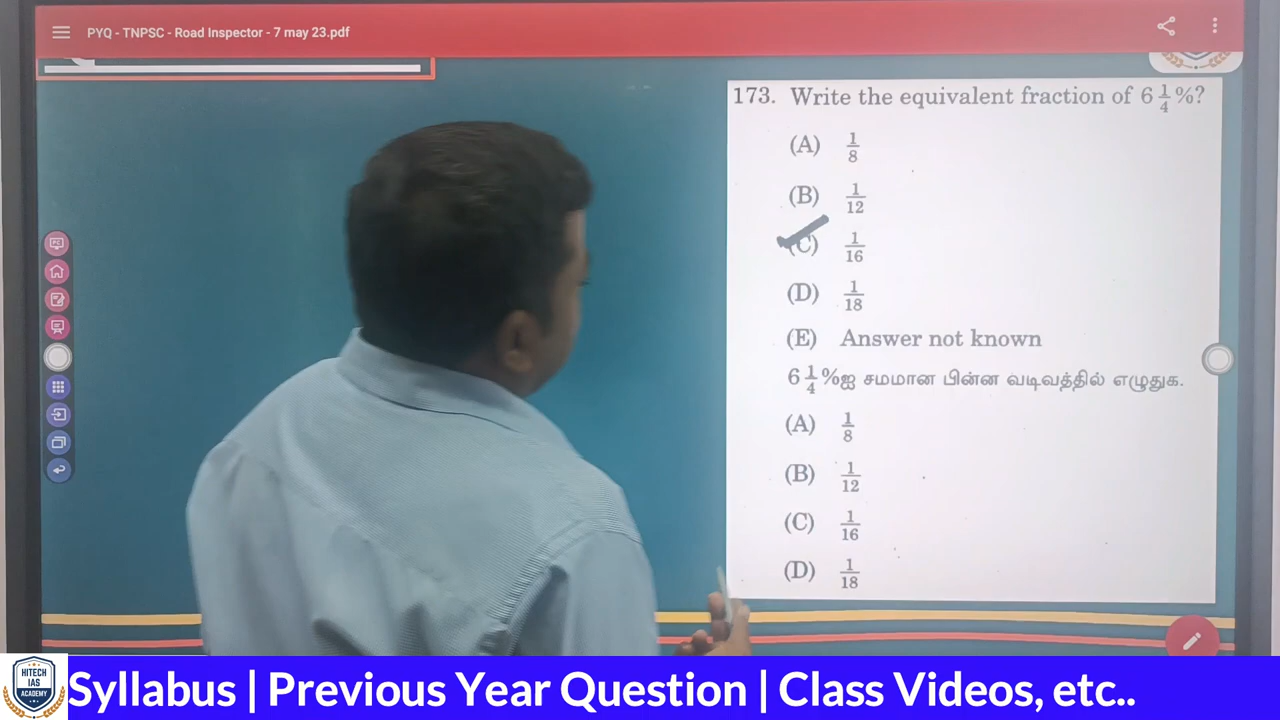 PYQ - TNPSC - Road Inspector - 7 may 23.pdf
173. Write the equivalent fraction of 6 1/4 %?
(A) 1/8
(B) 1/12
(C) 1/16
(D) 1/18
(E) Answer not known
6 1/4 %ஐ சமமான பின்ன வடிவத்தில் எழுதுக.
(A) 1/8
(B) 1/12
(C) 1/16
(D) 1/18
HITECH
IAS
ACADEMY
Syllabus | Previous Year Question | Class Videos, etc..